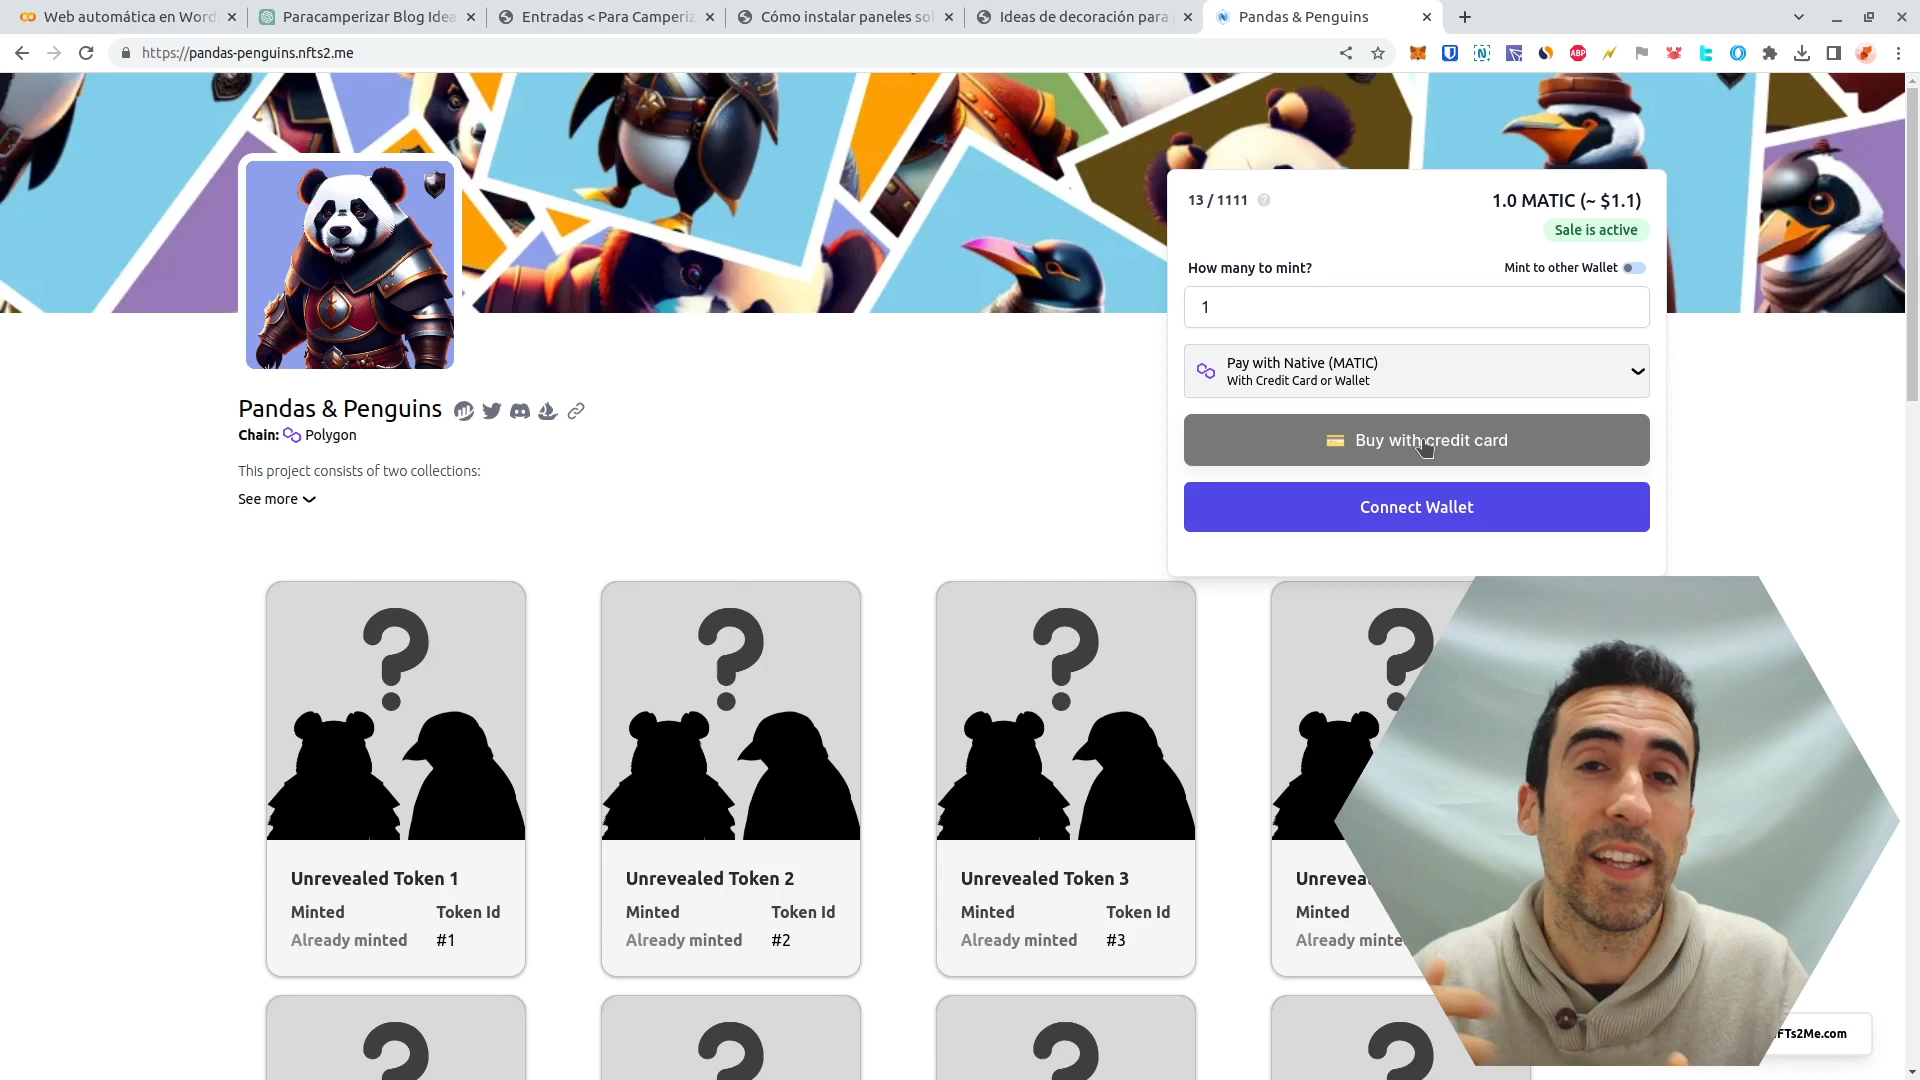 Web automática en Word
Paracamperizar Blog Idea
Entradas < Para Camperiz
Cómo instalar paneles sol
Ideas de decoración para
Pandas & Penguins
https://pandas-penguins.nfts2.me
ABP
13 / 1111
1.0 MATIC (~ $1.1)
Sale is active
How many to mint?
Mint to other Wallet
1
Pay with Native (MATIC)
With Credit Card or Wallet
Buy with credit card
Connect Wallet
Pandas & Penguins
Chain: Polygon
This project consists of two collections:
See more
Unrevealed Token 1
Minted Token Id
Already minted #1
Unrevealed Token 2
Minted Token Id
Already minted #2
Unrevealed Token 3
Minted Token Id
Already minted #3
Unrevea
Minted
Already minte
FTs2Me.com